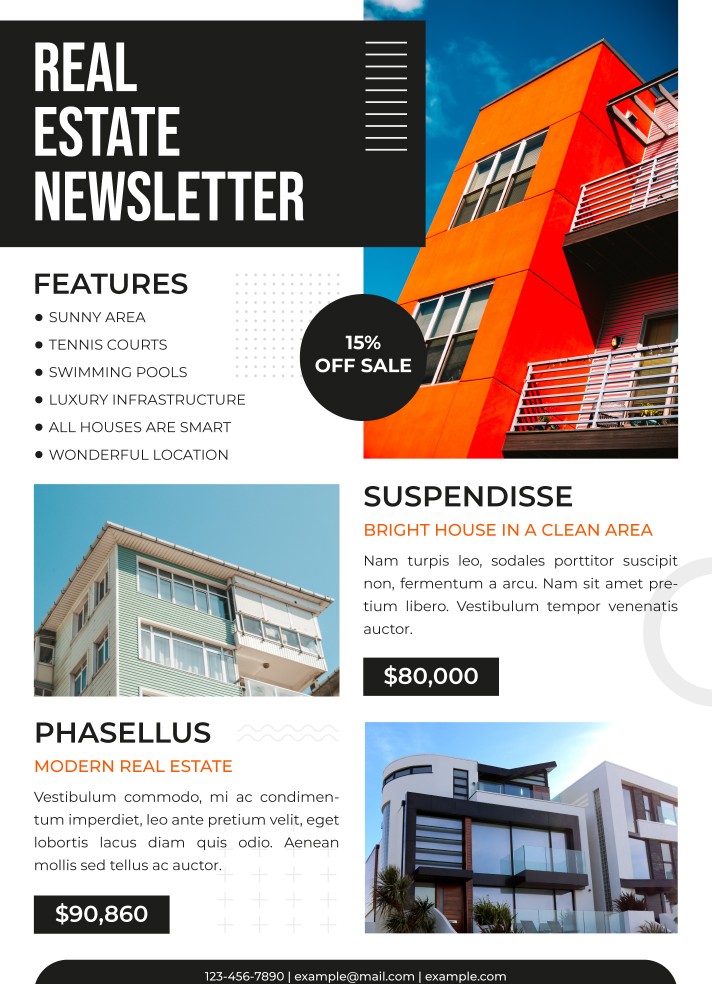 REAL
ESTATE
NEWSLETTER
FEATURES
● SUNNY AREA
● TENNIS COURTS
● SWIMMING POOLS
● LUXURY INFRASTRUCTURE
● ALL HOUSES ARE SMART
● WONDERFUL LOCATION
15%
OFF SALE
SUSPENDISSE
BRIGHT HOUSE IN A CLEAN AREA
Nam turpis leo, sodales porttitor suscipit
non, fermentum a arcu. Nam sit amet pre-
tium libero. Vestibulum tempor venenatis
auctor.
$80,000
PHASELLUS
MODERN REAL ESTATE
Vestibulum commodo, mi ac condimen-
tum imperdiet, leo ante pretium velit, eget
lobortis lacus diam quis odio. Aenean
mollis sed tellus ac auctor.
$90,860
123-456-7890 | example@mail.com | example.com